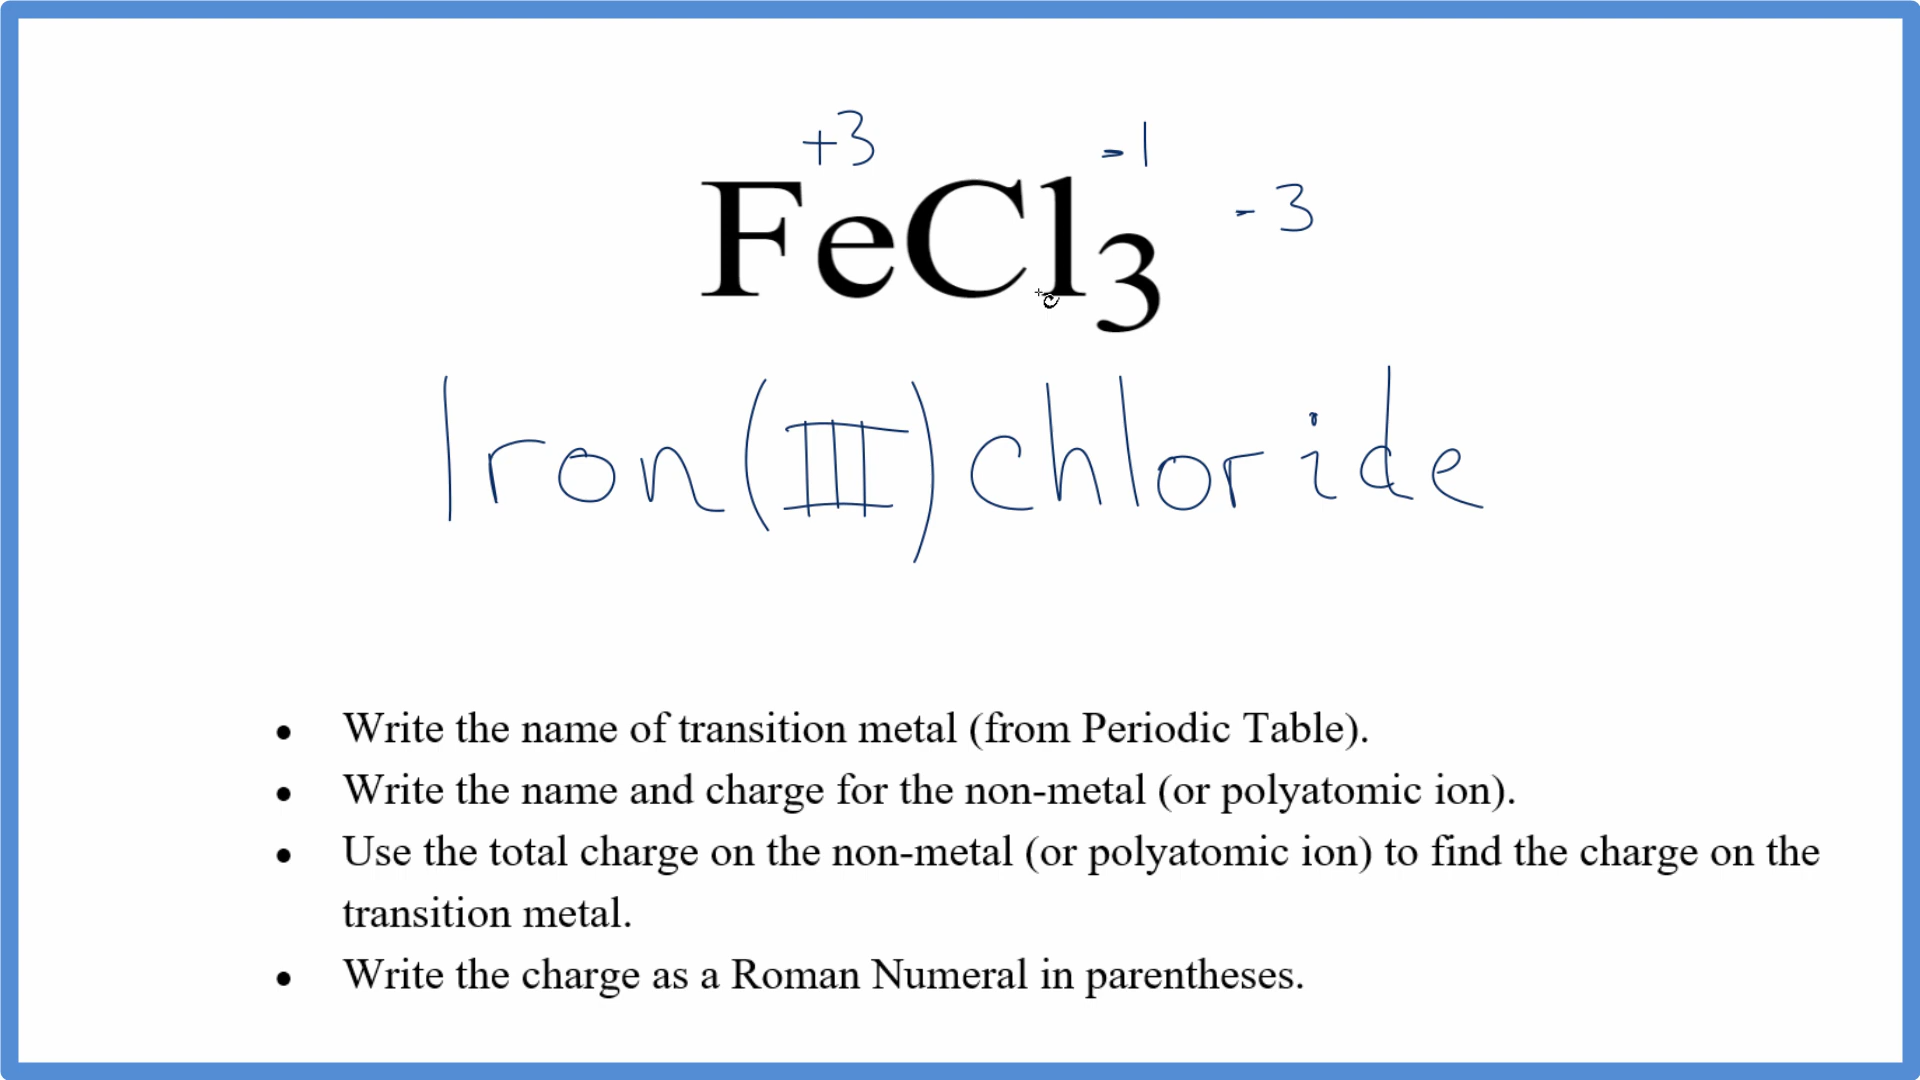 +3 -1
-3
FeCl3
Iron(III)chloride
• Write the name of transition metal (from Periodic Table).
• Write the name and charge for the non-metal (or polyatomic ion).
• Use the total charge on the non-metal (or polyatomic ion) to find the charge on the
transition metal.
• Write the charge as a Roman Numeral in parentheses.